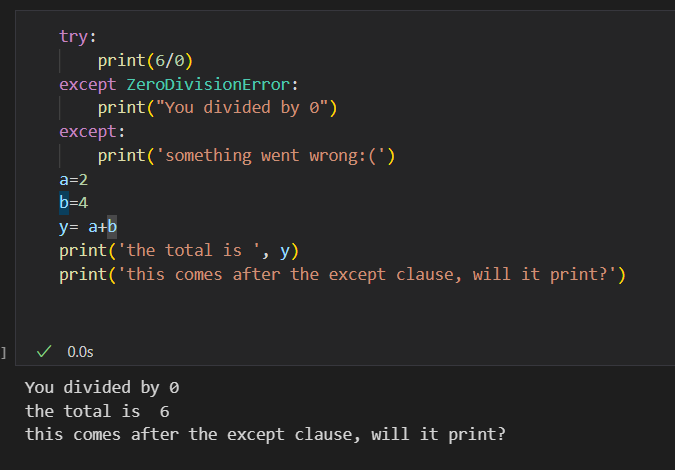 try:
    print(6/0)
except ZeroDivisionError:
    print("You divided by 0")
except:
    print('something went wrong:(')
a=2
b=4
y= a+b
print('the total is ', y)
print('this comes after the except clause, will it print?')
] ✓ 0.0s
You divided by 0
the total is  6
this comes after the except clause, will it print?